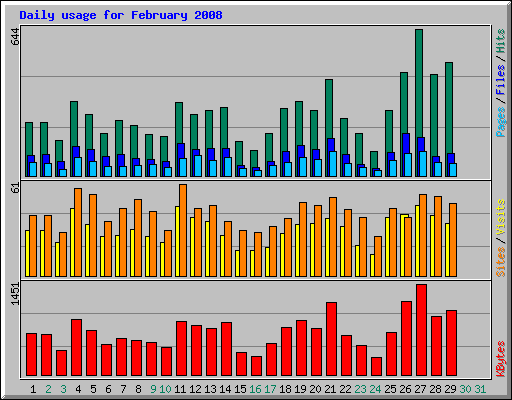 Daily usage for February 2008
644
Pages / Files / Hits
61
Sites / Visits
1451
KBytes
1 2 3 4 5 6 7 8 9 10 11 12 13 14 15 16 17 18 19 20 21 22 23 24 25 26 27 28 29 30 31